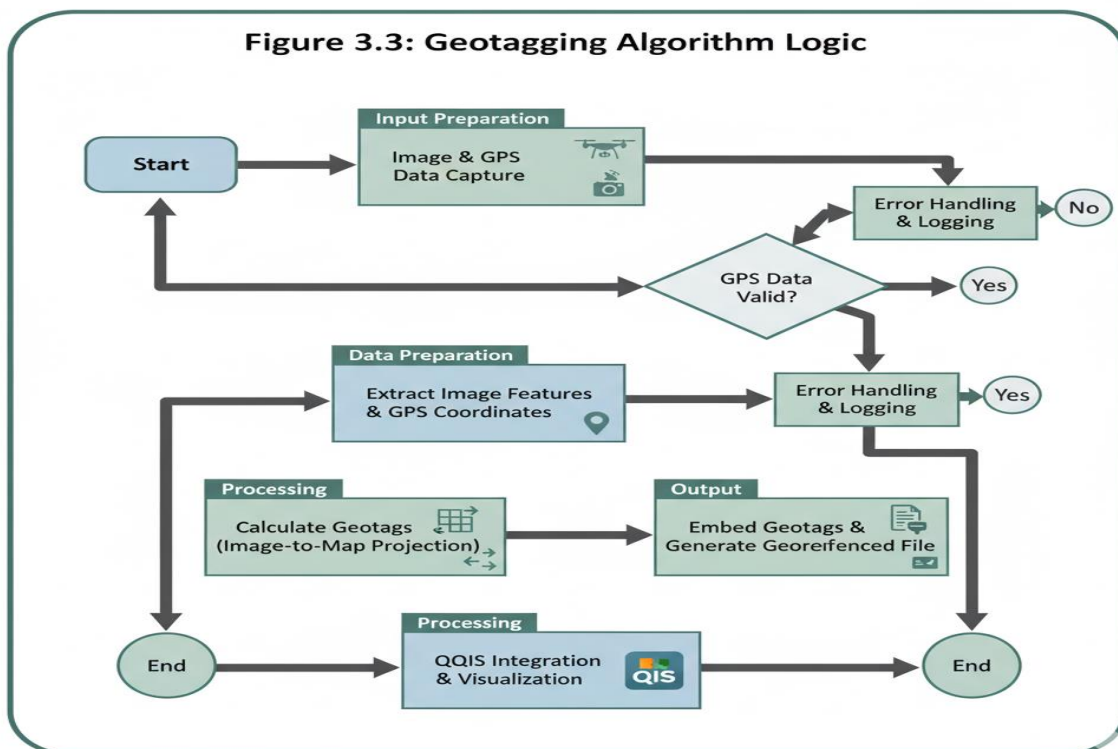 Figure 3.3: Geotagging Algorithm Logic
Start
Input Preparation
Image & GPS
Data Capture
Error Handling
& Logging
No
GPS Data
Valid?
Yes
Data Preparation
Extract Image Features
& GPS Coordinates
Error Handling
& Logging
Yes
Processing
Calculate Geotags
(Image-to-Map Projection)
Output
Embed Geotags &
Generate Georeifenced File
End
Processing
QQIS Integration
& Visualization
QIS
End